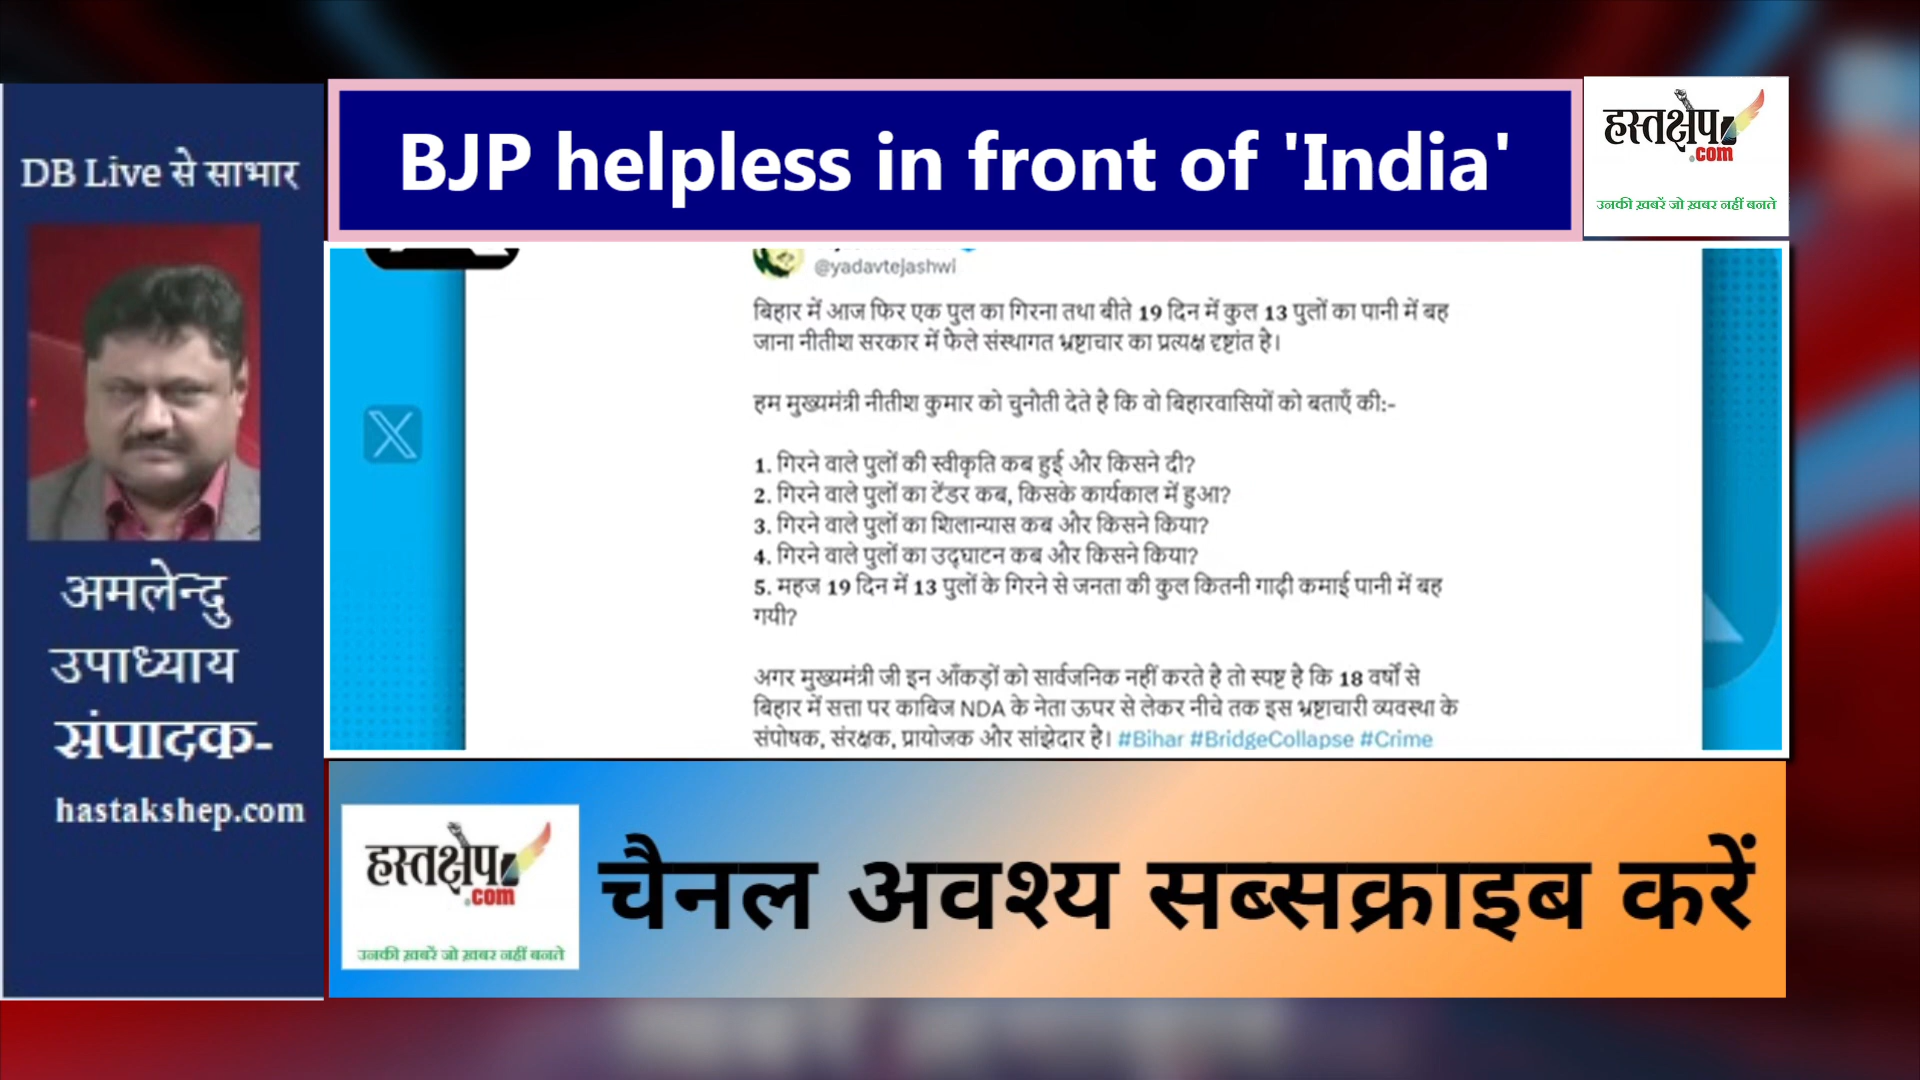 DB Live से साभार
अमलेन्दु
उपाध्याय
संपादक-
hastakshep.com
BJP helpless in front of 'India'
हस्तक्षेप
.com
उनकी ख़बरें जो ख़बर नहीं बनते
@yadavtejashwi
बिहार में आज फिर एक पुल का गिरना तथा बीते 19 दिन में कुल 13 पुलों का पानी में बह
जाना नीतीश सरकार में फैले संस्थागत भ्रष्टाचार का प्रत्यक्ष दृष्टांत है।
हम मुख्यमंत्री नीतीश कुमार को चुनौती देते है कि वो बिहारवासियों को बताएँ की:-
1. गिरने वाले पुलों की स्वीकृति कब हुई और किसने दी?
2. गिरने वाले पुलों का टेंडर कब, किसके कार्यकाल में हुआ?
3. गिरने वाले पुलों का शिलान्यास कब और किसने किया?
4. गिरने वाले पुलों का उद्घाटन कब और किसने किया?
5. महज 19 दिन में 13 पुलों के गिरने से जनता की कुल कितनी गाढ़ी कमाई पानी में बह
गयी?
अगर मुख्यमंत्री जी इन आँकड़ों को सार्वजनिक नहीं करते है तो स्पष्ट है कि 18 वर्षों से
बिहार में सत्ता पर काबिज NDA के नेता ऊपर से लेकर नीचे तक इस भ्रष्टाचारी व्यवस्था के
संपोषक, संरक्षक, प्रायोजक और सांझेदार है। #Bihar #BridgeCollapse #Crime
हस्तक्षेप
.com
उनकी ख़बरें जो ख़बर नहीं बनते
चैनल अवश्य सब्सक्राइब करें